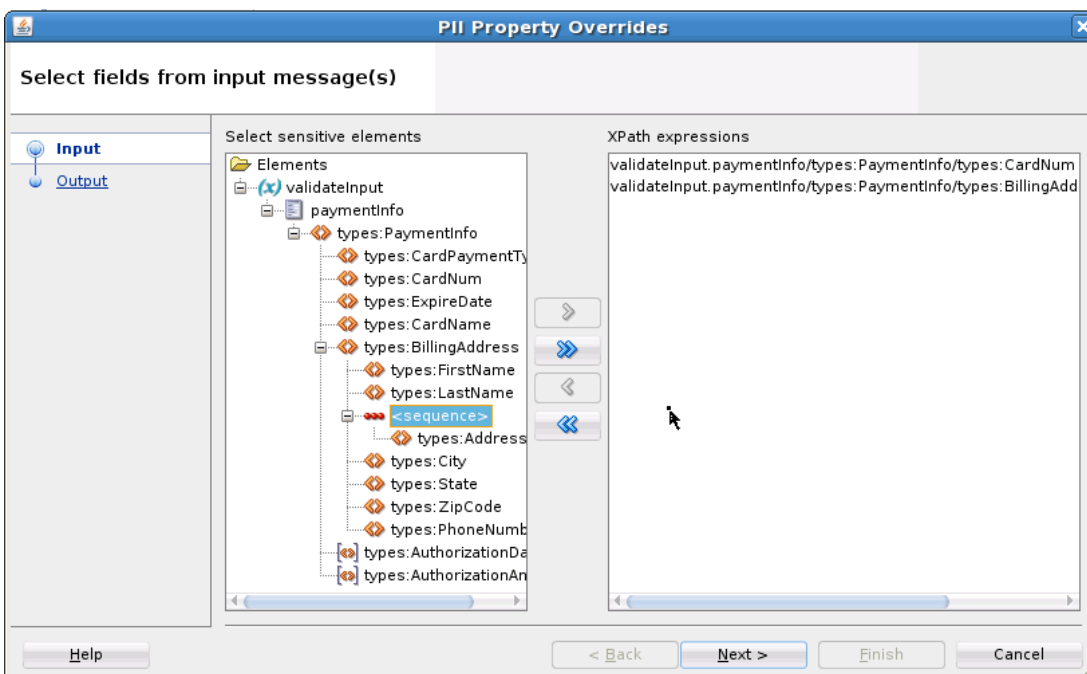 PII Property Overrides
Select fields from input message(s)
Input
Output
Select sensitive elements
Elements
(x) validateInput
paymentInfo
types:PaymentInfo
types:CardPaymentTy
types:CardNum
types:ExpireDate
types:CardName
types:BillingAddress
types:FirstName
types:LastName
<sequence>
types:Address
types:City
types:State
types:ZipCode
types:PhoneNumb
types:AuthorizationDa
types:AuthorizationAn
XPath expressions
validateInput.paymentInfo/types:PaymentInfo/types:CardNum
validateInput.paymentInfo/types:PaymentInfo/types:BillingAdd
Help
< Back
Next >
Finish
Cancel